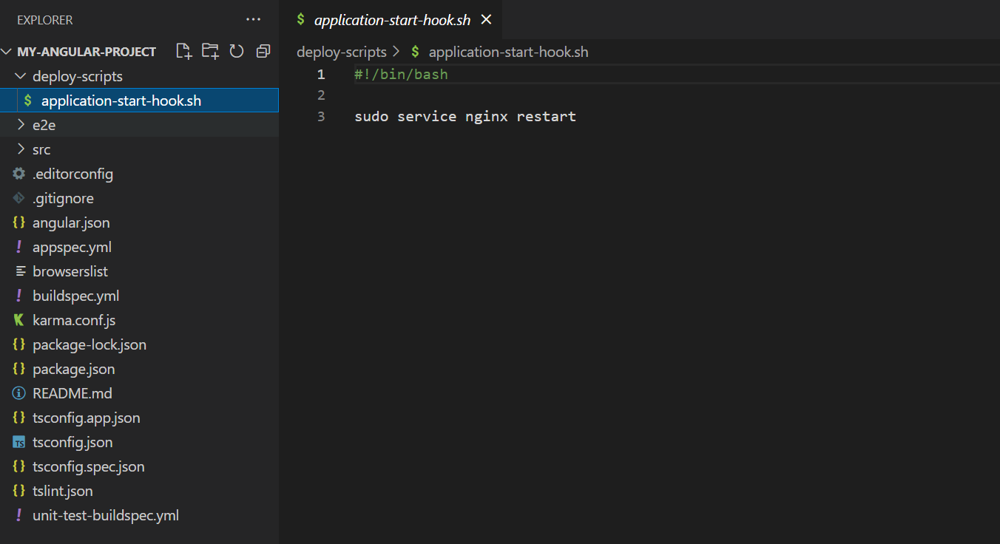 EXPLORER
MY-ANGULAR-PROJECT
deploy-scripts
$ application-start-hook.sh
e2e
src
.editorconfig
.gitignore
{} angular.json
! appspec.yml
browserslist
! buildspec.yml
K karma.conf.js
{} package-lock.json
{} package.json
README.md
{} tsconfig.app.json
TS tsconfig.json
{} tsconfig.spec.json
{} tslint.json
! unit-test-buildspec.yml
$ application-start-hook.sh
deploy-scripts > $ application-start-hook.sh
1 #!/bin/bash
2
3 sudo service nginx restart